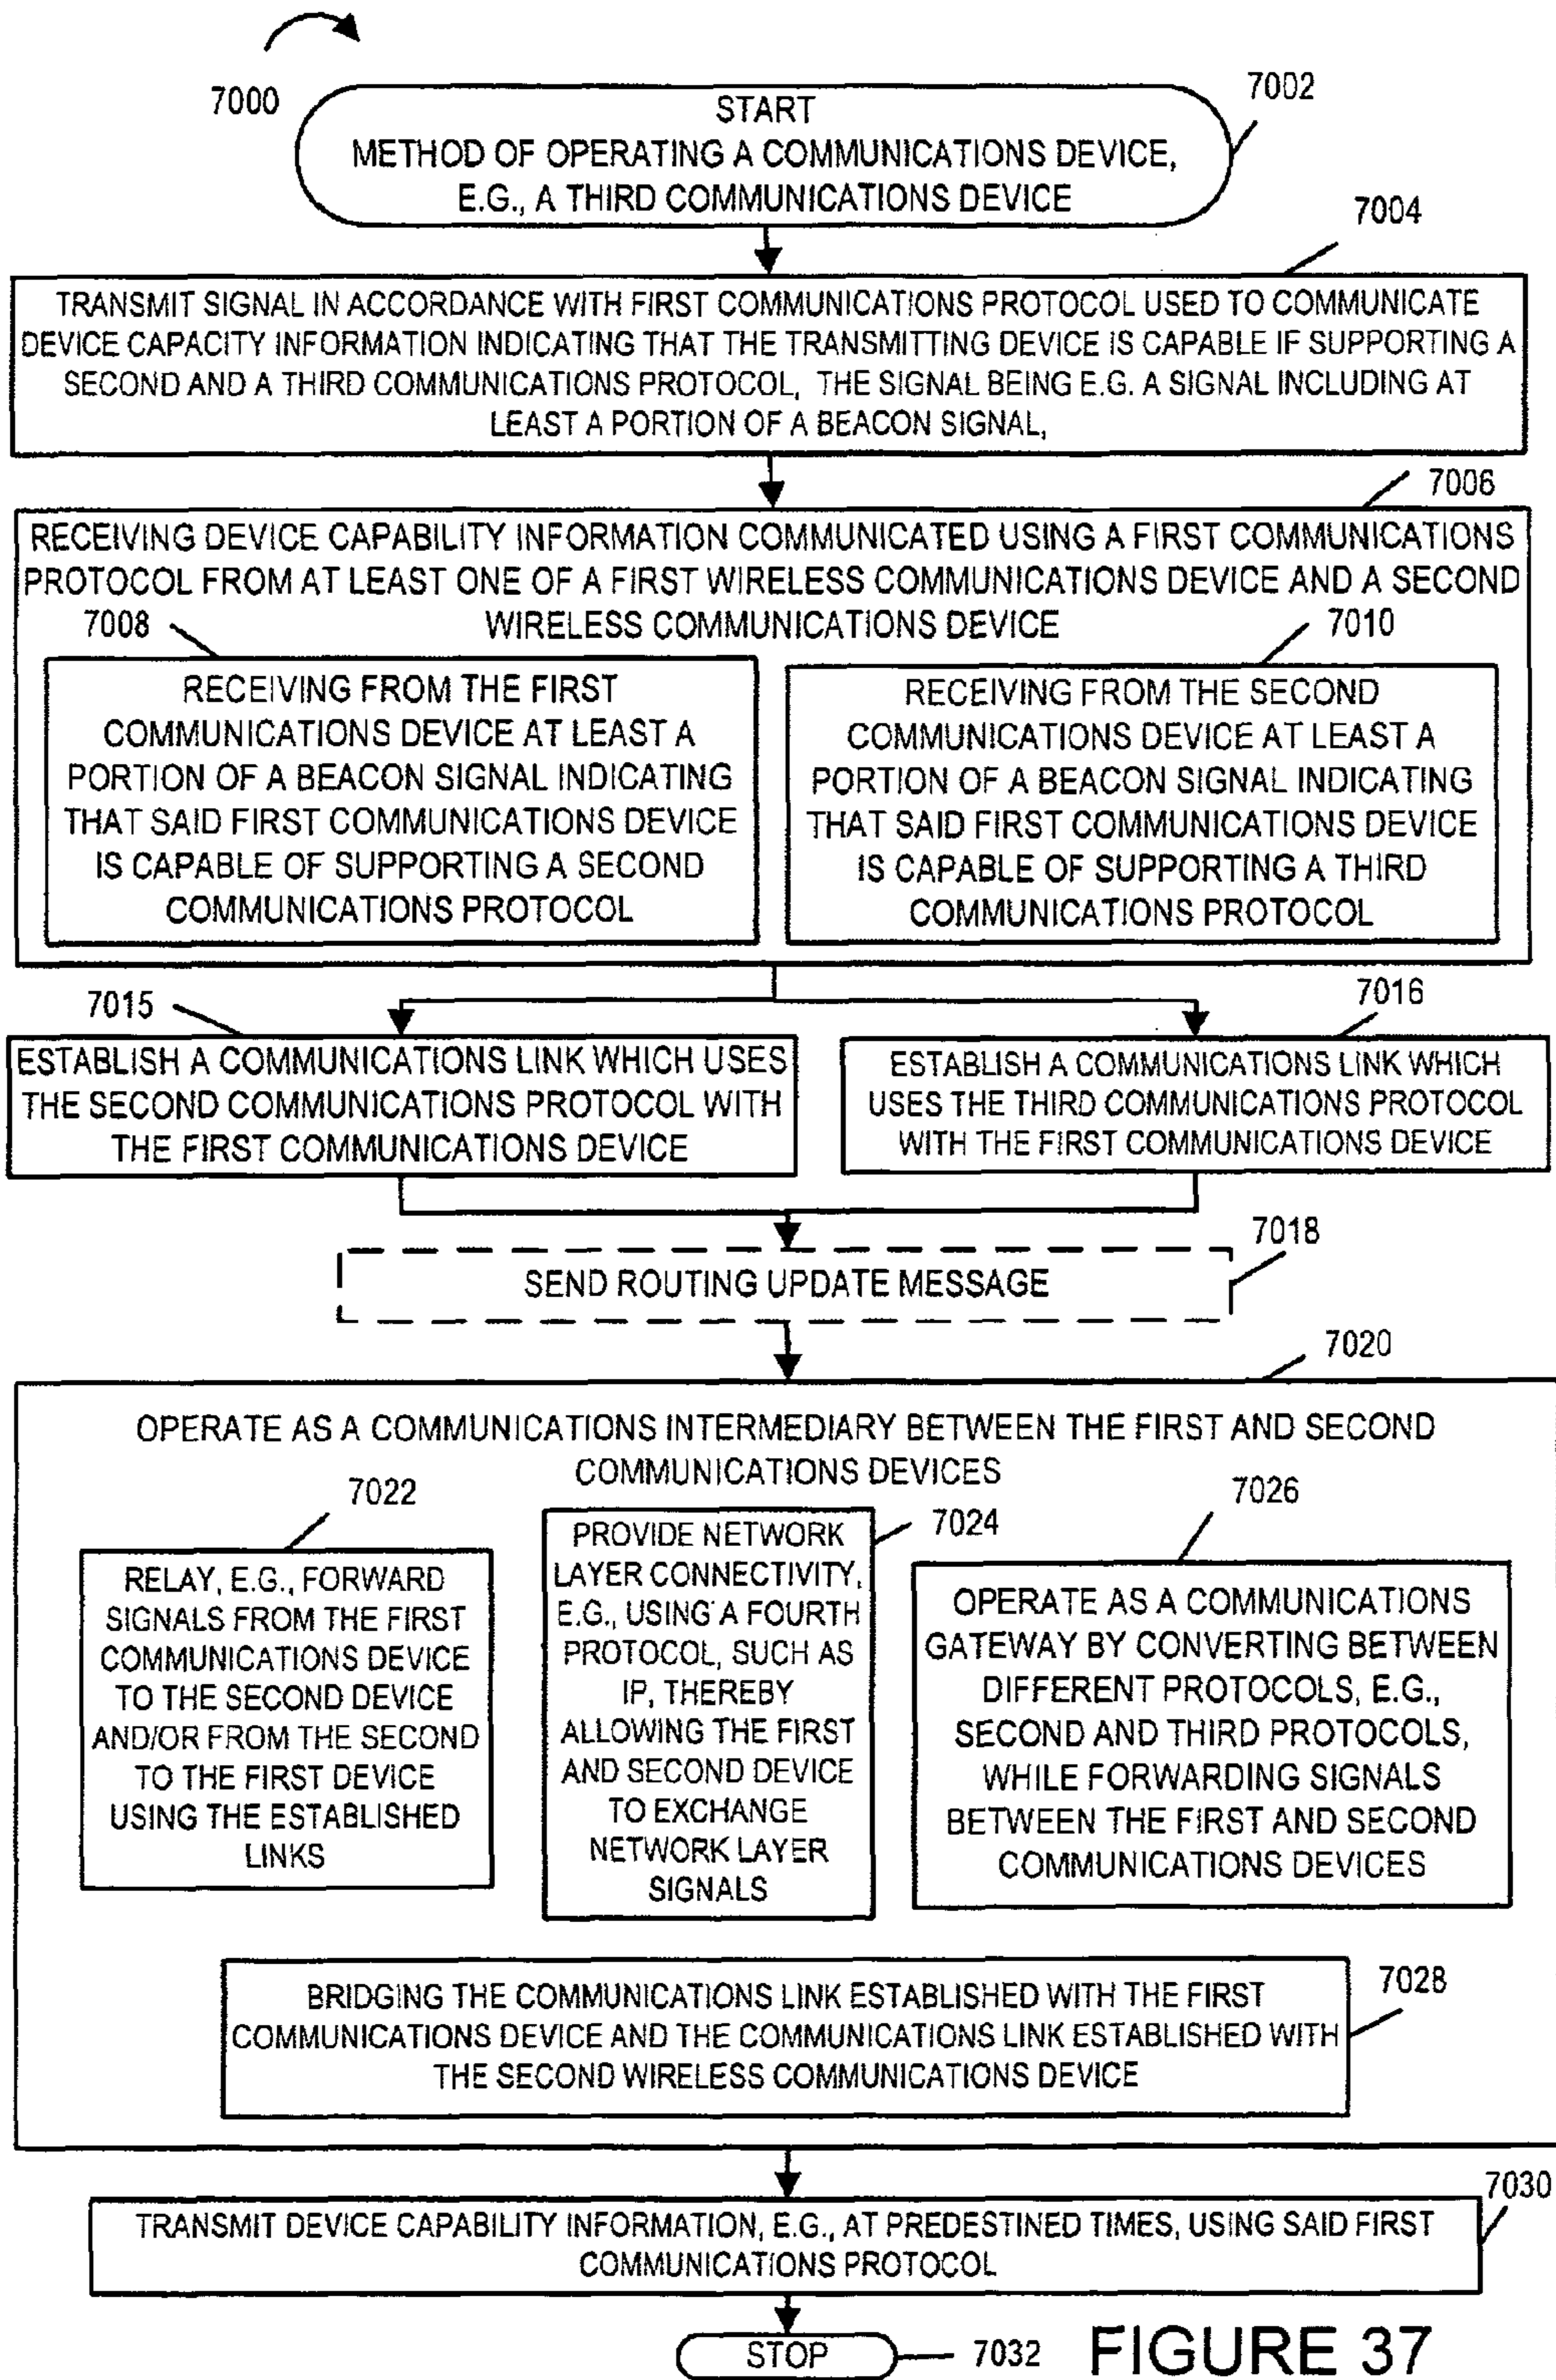 7000
7002
START
METHOD OF OPERATING A COMMUNICATIONS DEVICE,
E.G., A THIRD COMMUNICATIONS DEVICE
7004
TRANSMIT SIGNAL IN ACCORDANCE WITH FIRST COMMUNICATIONS PROTOCOL USED TO COMMUNICATE
DEVICE CAPACITY INFORMATION INDICATING THAT THE TRANSMITTING DEVICE IS CAPABLE IF SUPPORTING A
SECOND AND A THIRD COMMUNICATIONS PROTOCOL, THE SIGNAL BEING E.G. A SIGNAL INCLUDING AT
LEAST A PORTION OF A BEACON SIGNAL,
7006
RECEIVING DEVICE CAPABILITY INFORMATION COMMUNICATED USING A FIRST COMMUNICATIONS
PROTOCOL FROM AT LEAST ONE OF A FIRST WIRELESS COMMUNICATIONS DEVICE AND A SECOND
WIRELESS COMMUNICATIONS DEVICE
7008
RECEIVING FROM THE FIRST
COMMUNICATIONS DEVICE AT LEAST A
PORTION OF A BEACON SIGNAL INDICATING
THAT SAID FIRST COMMUNICATIONS DEVICE
IS CAPABLE OF SUPPORTING A SECOND
COMMUNICATIONS PROTOCOL
7010
RECEIVING FROM THE SECOND
COMMUNICATIONS DEVICE AT LEAST A
PORTION OF A BEACON SIGNAL INDICATING
THAT SAID FIRST COMMUNICATIONS DEVICE
IS CAPABLE OF SUPPORTING A THIRD
COMMUNICATIONS PROTOCOL
7015
ESTABLISH A COMMUNICATIONS LINK WHICH USES
THE SECOND COMMUNICATIONS PROTOCOL WITH
THE FIRST COMMUNICATIONS DEVICE
7016
ESTABLISH A COMMUNICATIONS LINK WHICH
USES THE THIRD COMMUNICATIONS PROTOCOL
WITH THE FIRST COMMUNICATIONS DEVICE
7018
SEND ROUTING UPDATE MESSAGE
7020
OPERATE AS A COMMUNICATIONS INTERMEDIARY BETWEEN THE FIRST AND SECOND
COMMUNICATIONS DEVICES
7022
RELAY, E.G., FORWARD
SIGNALS FROM THE FIRST
COMMUNICATIONS DEVICE
TO THE SECOND DEVICE
AND/OR FROM THE SECOND
TO THE FIRST DEVICE
USING THE ESTABLISHED
LINKS
7024
PROVIDE NETWORK
LAYER CONNECTIVITY,
E.G., USING A FOURTH
PROTOCOL, SUCH AS
IP, THEREBY
ALLOWING THE FIRST
AND SECOND DEVICE
TO EXCHANGE
NETWORK LAYER
SIGNALS
7026
OPERATE AS A COMMUNICATIONS
GATEWAY BY CONVERTING BETWEEN
DIFFERENT PROTOCOLS, E.G.,
SECOND AND THIRD PROTOCOLS,
WHILE FORWARDING SIGNALS
BETWEEN THE FIRST AND SECOND
COMMUNICATIONS DEVICES
7028
BRIDGING THE COMMUNICATIONS LINK ESTABLISHED WITH THE FIRST
COMMUNICATIONS DEVICE AND THE COMMUNICATIONS LINK ESTABLISHED WITH
THE SECOND WIRELESS COMMUNICATIONS DEVICE
7030
TRANSMIT DEVICE CAPABILITY INFORMATION, E.G., AT PREDESTINED TIMES, USING SAID FIRST
COMMUNICATIONS PROTOCOL
STOP
7032
FIGURE 37